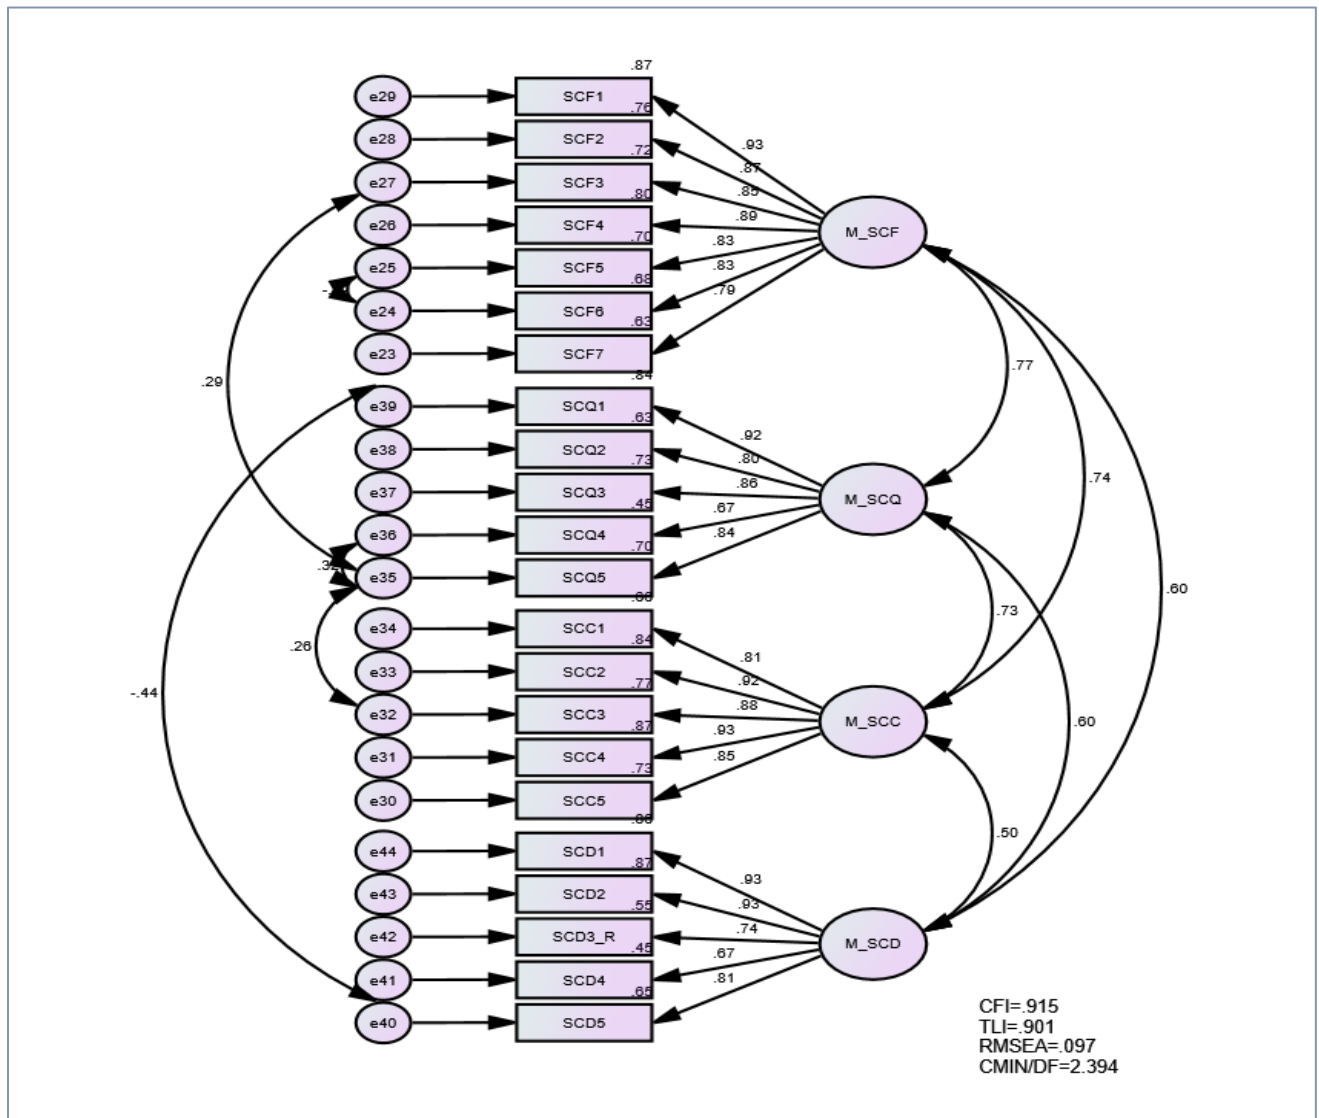 .87
e29 SCF1 .76
.93
e28 SCF2 .72
.87
e27 SCF3 .80
.85
e26 SCF4 .70
.89
M_SCF
e25 SCF5 .68
.83
e24 SCF6 .63
.83
.79
e23 SCF7
.84
.77
.29
e39 SCQ1 .63
.92
e38 SCQ2 .73
.80
.74
e37 SCQ3 .45
.86
M_SCQ
e36 SCQ4 .70
.67
.84
e35 SCQ5
.60
.73
e34 SCC1 .84
.26
.81
e33 SCC2 .77
.92
-.44
e32 SCC3 .87
.88
M_SCC
.60
e31 SCC4 .73
.93
.85
e30 SCC5
.50
e44 SCD1 .87
.93
e43 SCD2 .55
.93
e42 SCD3_R .45
.74
M_SCD
e41 SCD4 .65
.67
.81
e40 SCD5
CFI=.915
TLI=.901
RMSEA=.097
CMIN/DF=2.394